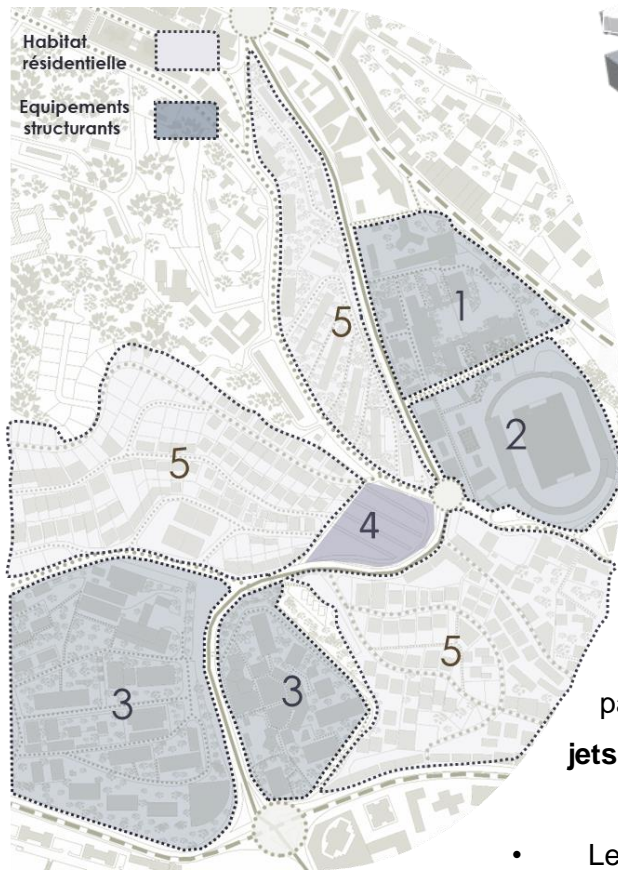 Habitat
résidentielle
Equipements
structurants
5
1
2
5
4
5
3
3
pa
jets
• Le